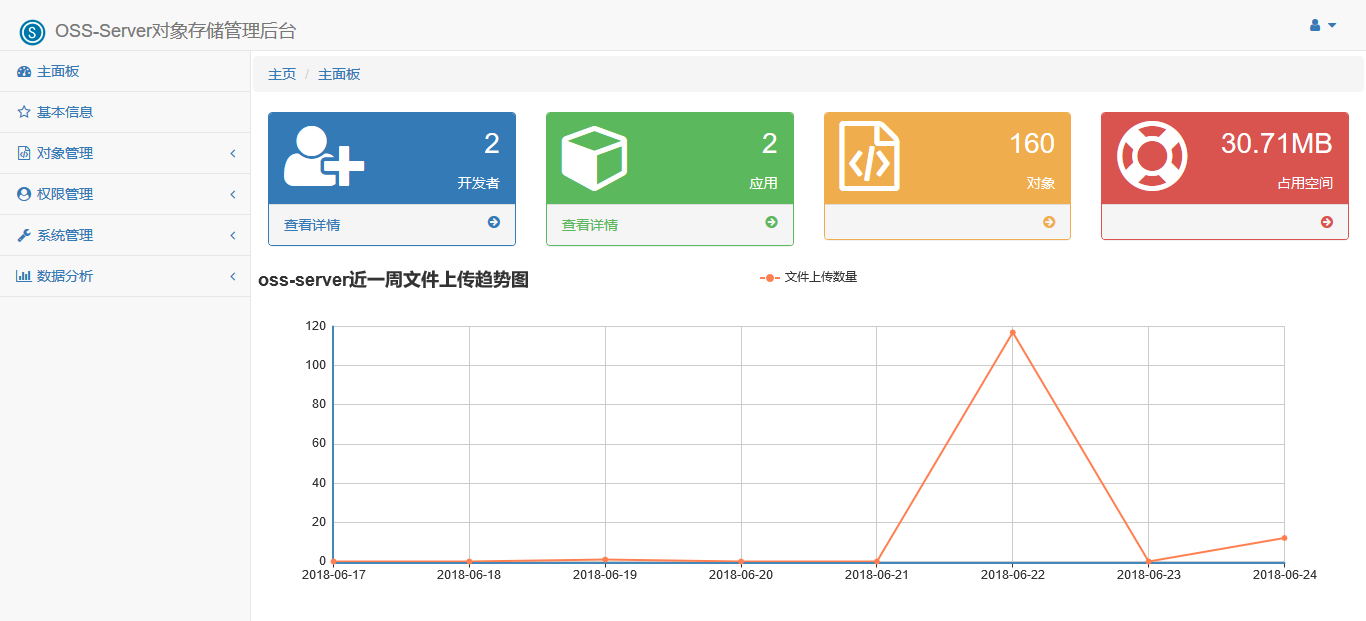 OSS-Server对象存储管理后台
主面板
基本信息
对象管理
权限管理
系统管理
数据分析
主页 / 主面板
2
开发者
查看详情
2
应用
查看详情
160
对象
30.71MB
占用空间
oss-server近一周文件上传趋势图
文件上传数量
120
100
80
60
40
20
0
2018-06-17 2018-06-18 2018-06-19 2018-06-20 2018-06-21 2018-06-22 2018-06-23 2018-06-24